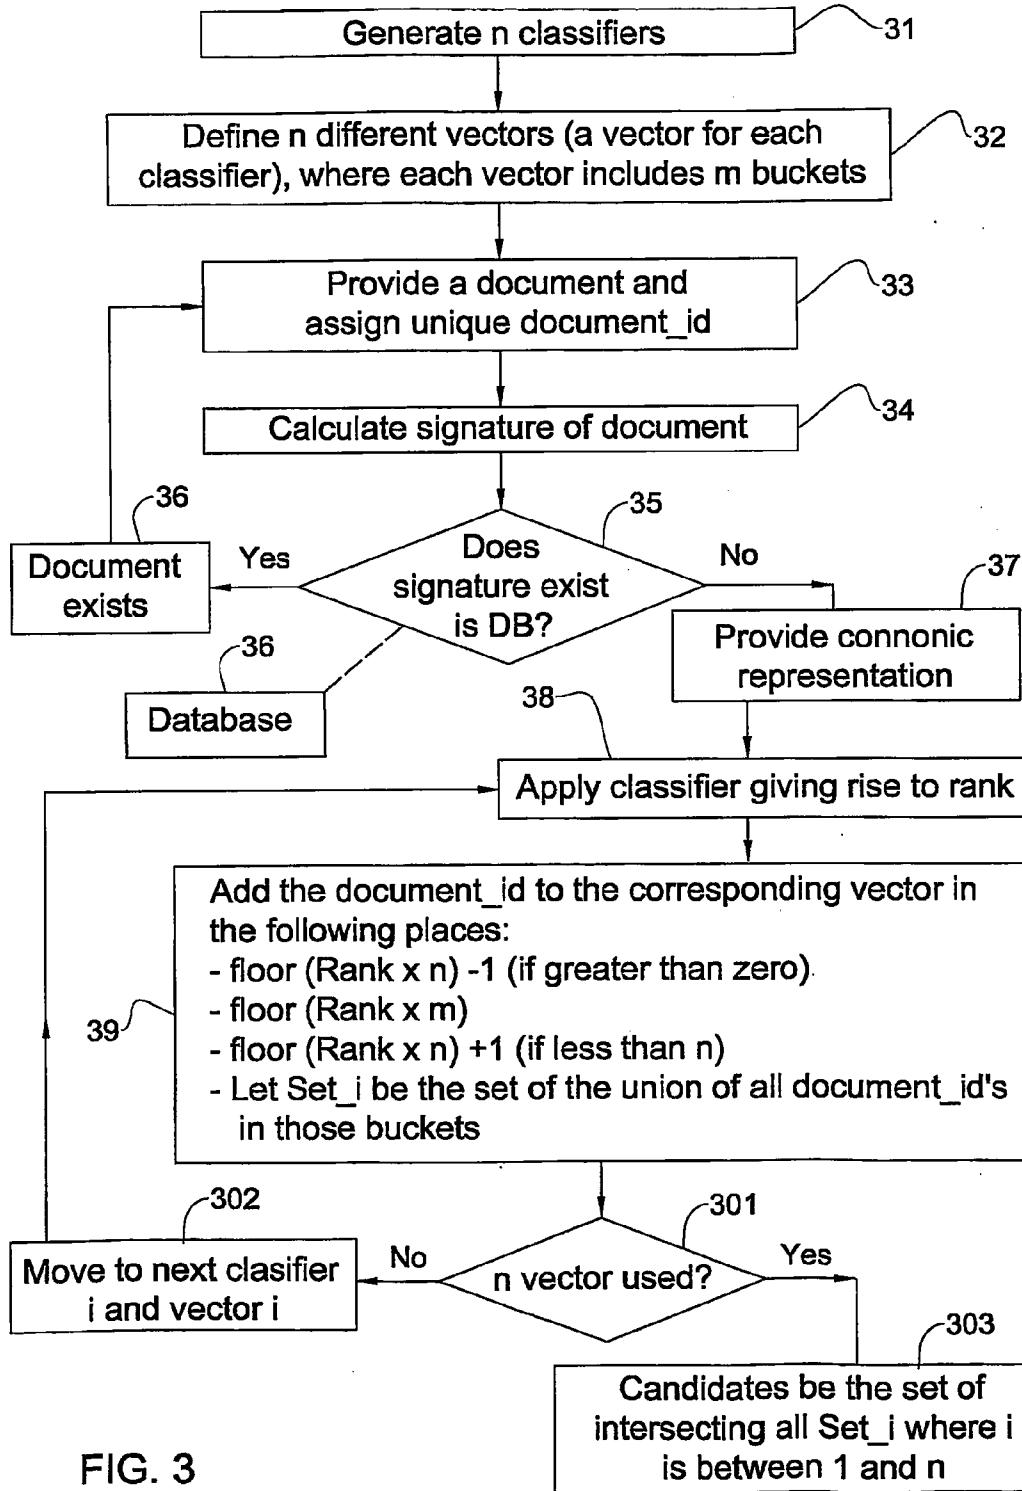 Generate n classifiers
31
Define n different vectors (a vector for each
classifier), where each vector includes m buckets
32
Provide a document and
assign unique document_id
33
Calculate signature of document
34
35
36
Document
exists
Yes
Does
signature exist
is DB?
No
37
Provide connonic
representation
36
Database
38
Apply classifier giving rise to rank
39
Add the document_id to the corresponding vector in
the following places:
- floor (Rank x n) -1 (if greater than zero)
- floor (Rank x m)
- floor (Rank x n) +1 (if less than n)
- Let Set_i be the set of the union of all document_id's
in those buckets
302
Move to next clasifier
i and vector i
No
301
n vector used?
Yes
303
Candidates be the set of
intersecting all Set_i where i
is between 1 and n
FIG. 3